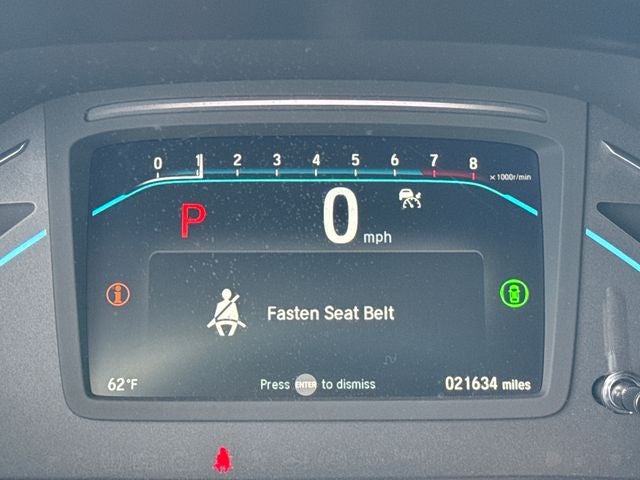 0 1 2 3 4 5 6 7 8
×1000r/min
P 0 mph
i
Fasten Seat Belt
62°F Press ENTER to dismiss 021634 miles